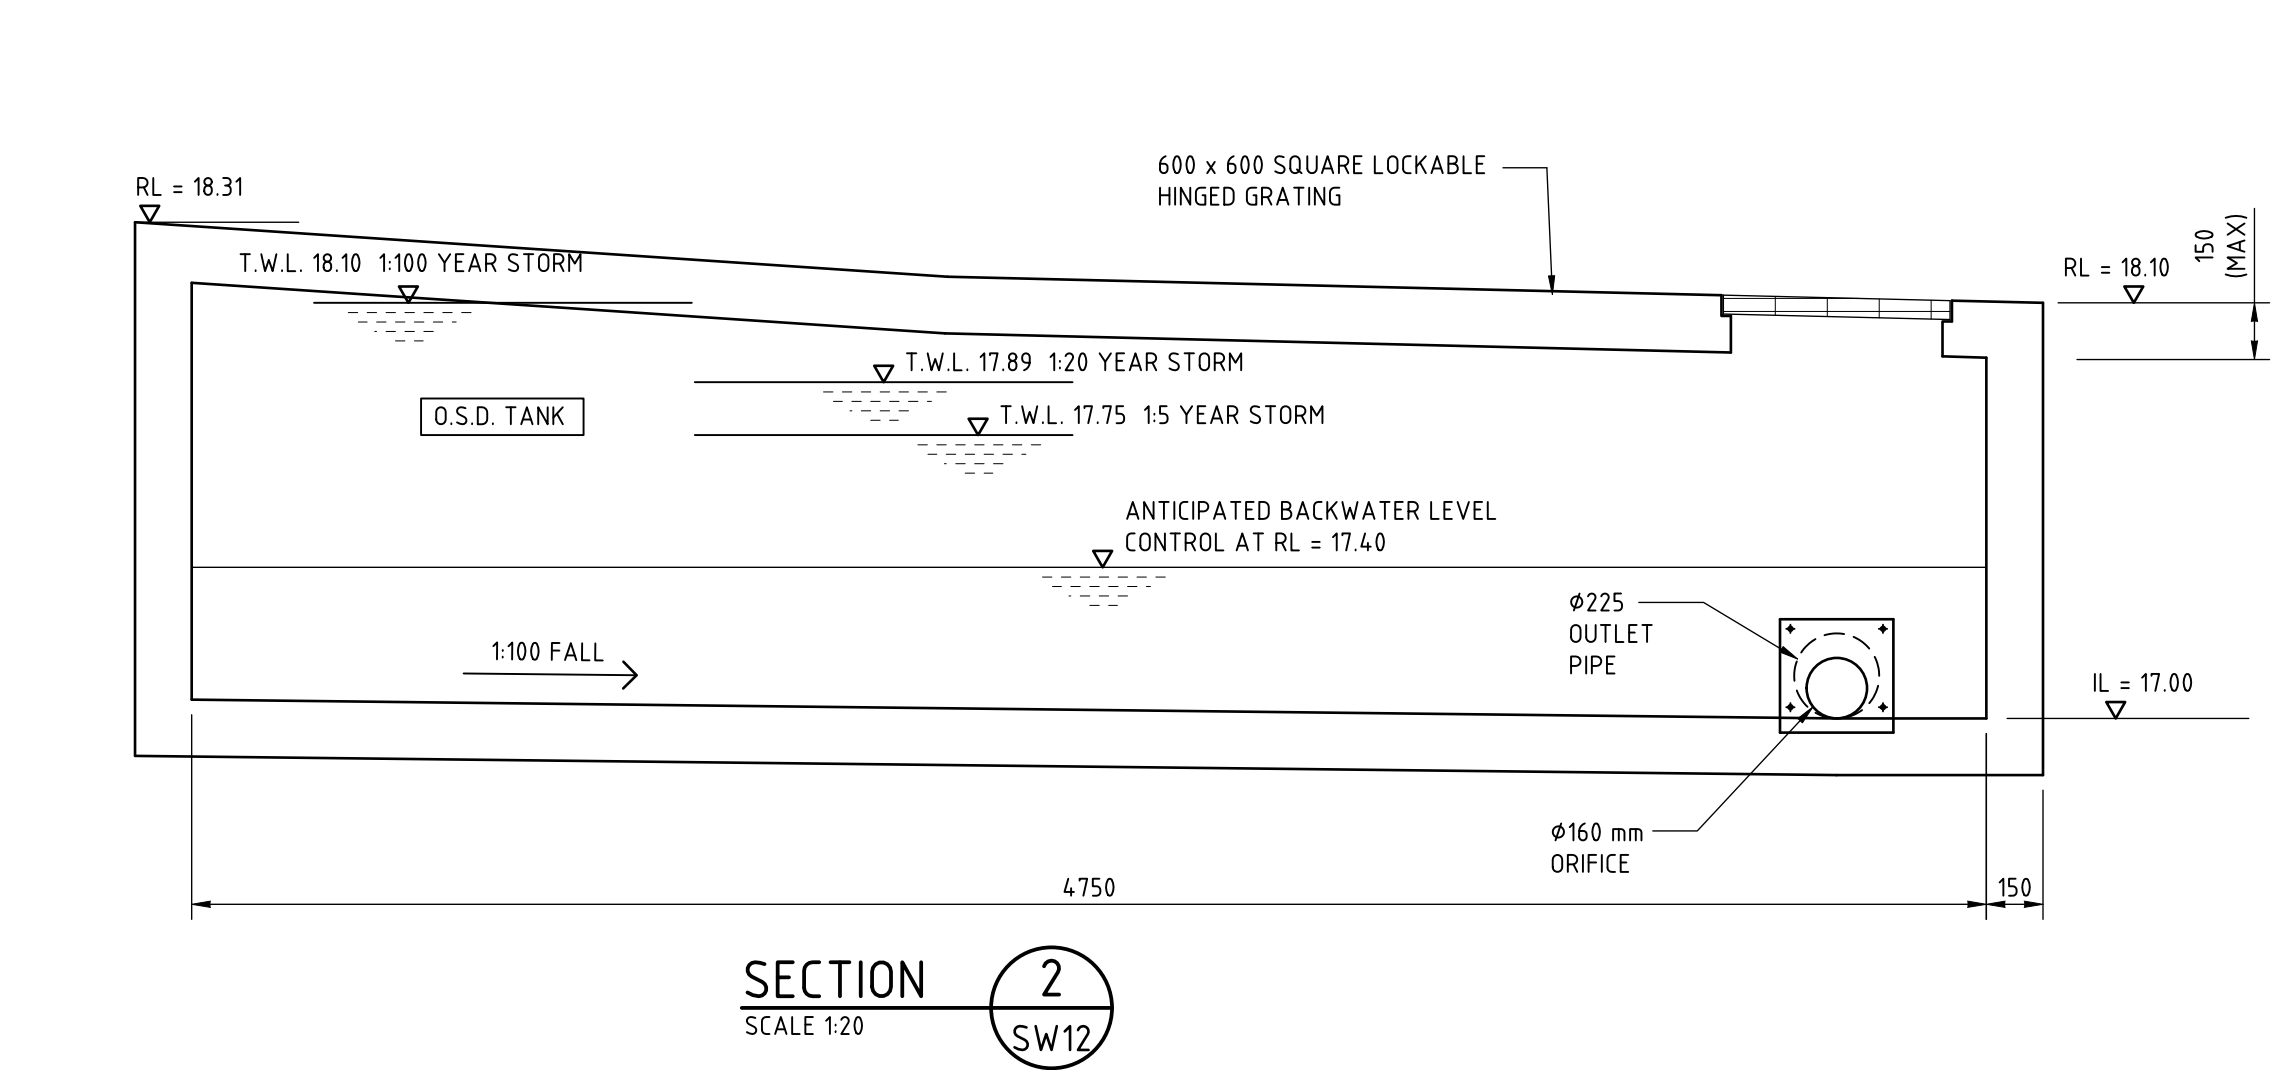 600 x 600 SQUARE LOCKABLE
HINGED GRATING
RL = 18.31
150
(MAX)
T.W.L. 18.10 1:100 YEAR STORM
RL = 18.10
T.W.L. 17.89 1:20 YEAR STORM
O.S.D. TANK
T.W.L. 17.75 1:5 YEAR STORM
ANTICIPATED BACKWATER LEVEL
CONTROL AT RL = 17.40
Ø225
OUTLET
PIPE
1:100 FALL
IL = 17.00
Ø160 mm
ORIFICE
4750
150
SECTION
2
SCALE 1:20
SW12